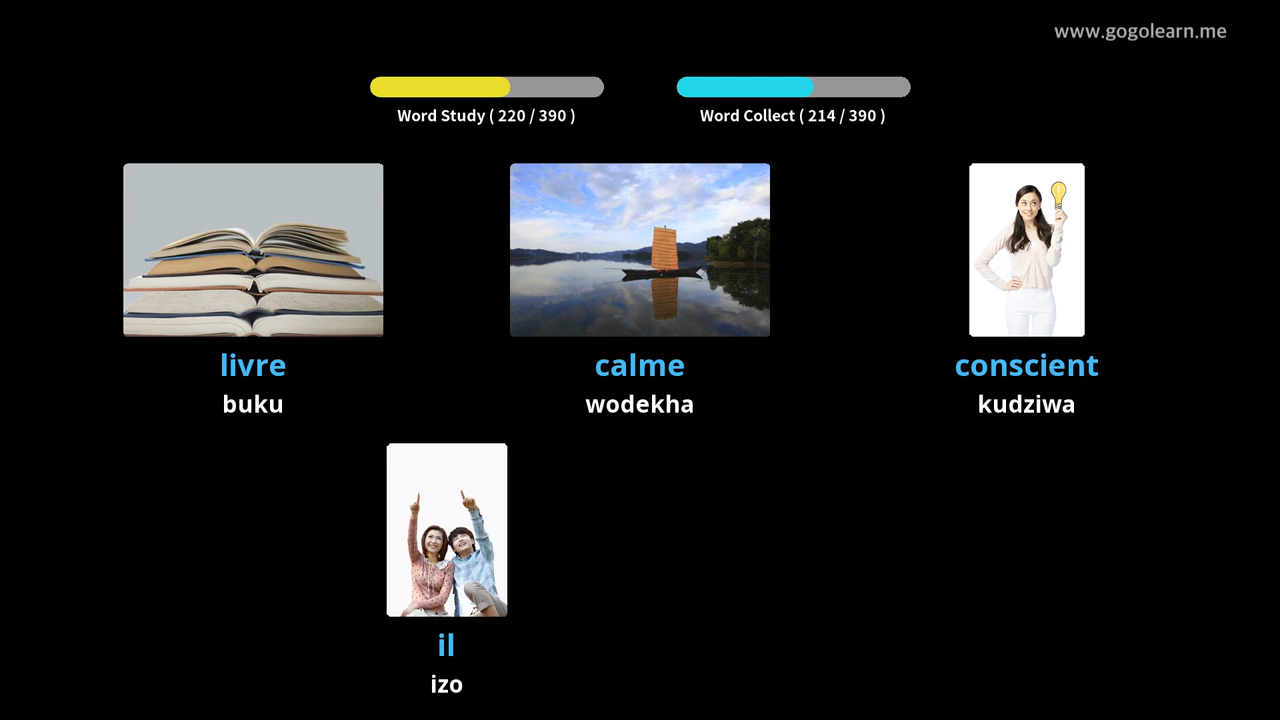 www.gogolearn.me
Word Study ( 220 / 390 )
Word Collect ( 214 / 390 )
livre
buku
calme
wodekha
conscient
kudziwa
il
izo